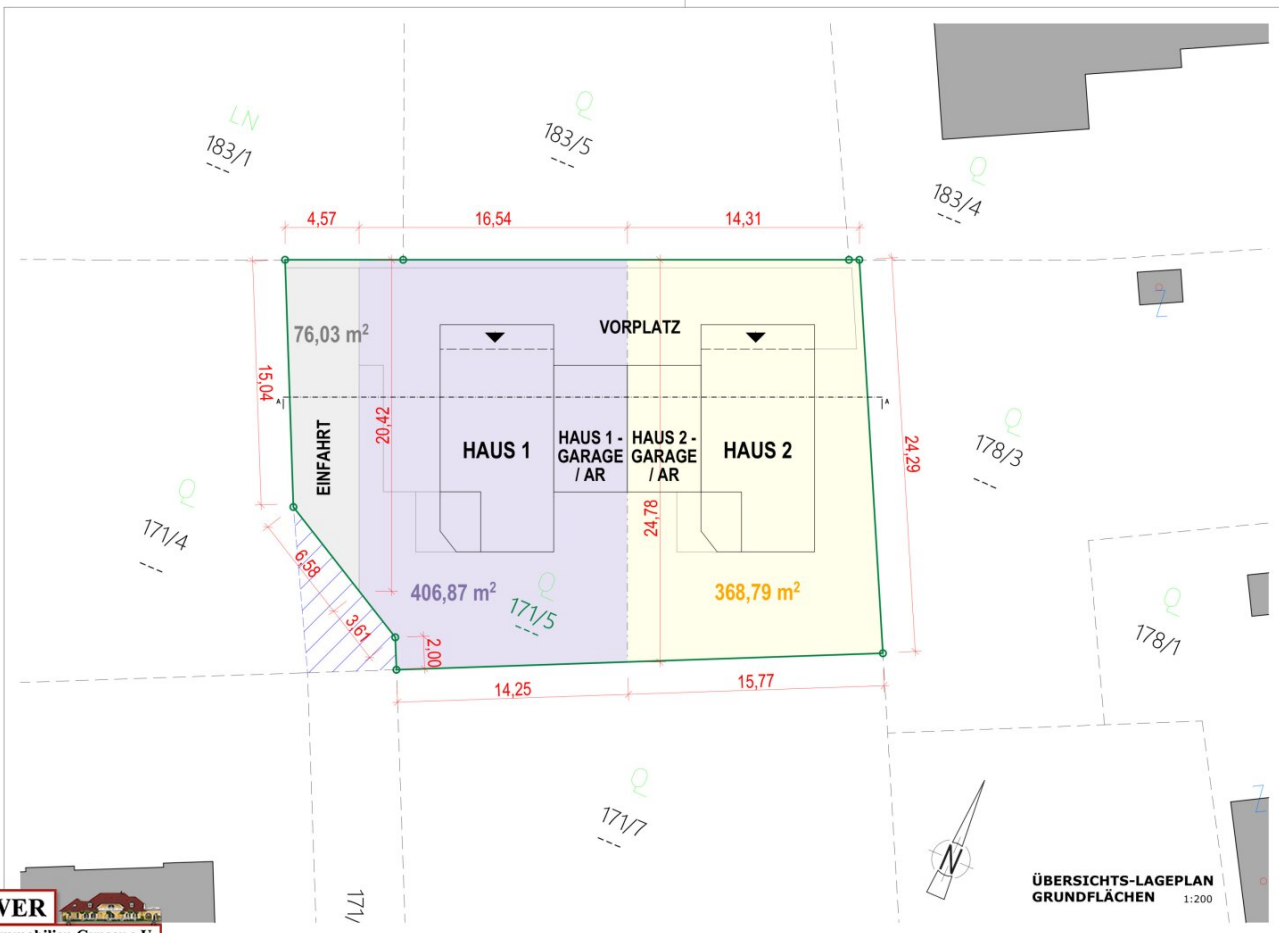 LN
183/1
Q
183/5
Q
183/4
4,57
16,54
14,31
76,03 m²
VORPLATZ
15,04
A
A
20,42
EINFAHRT
HAUS 1
HAUS 1 -
GARAGE
/ AR
HAUS 2 -
GARAGE
/ AR
HAUS 2
24,29
Q
178/3
Z
Q
171/4
24,78
6,58
3,61
406,87 m²
Q
171/5
368,79 m²
2,00
14,25
15,77
Q
178/1
Q
171/7
171/
Z
N
ÜBERSICHTS-LAGEPLAN
GRUNDFLÄCHEN 1:200
VER